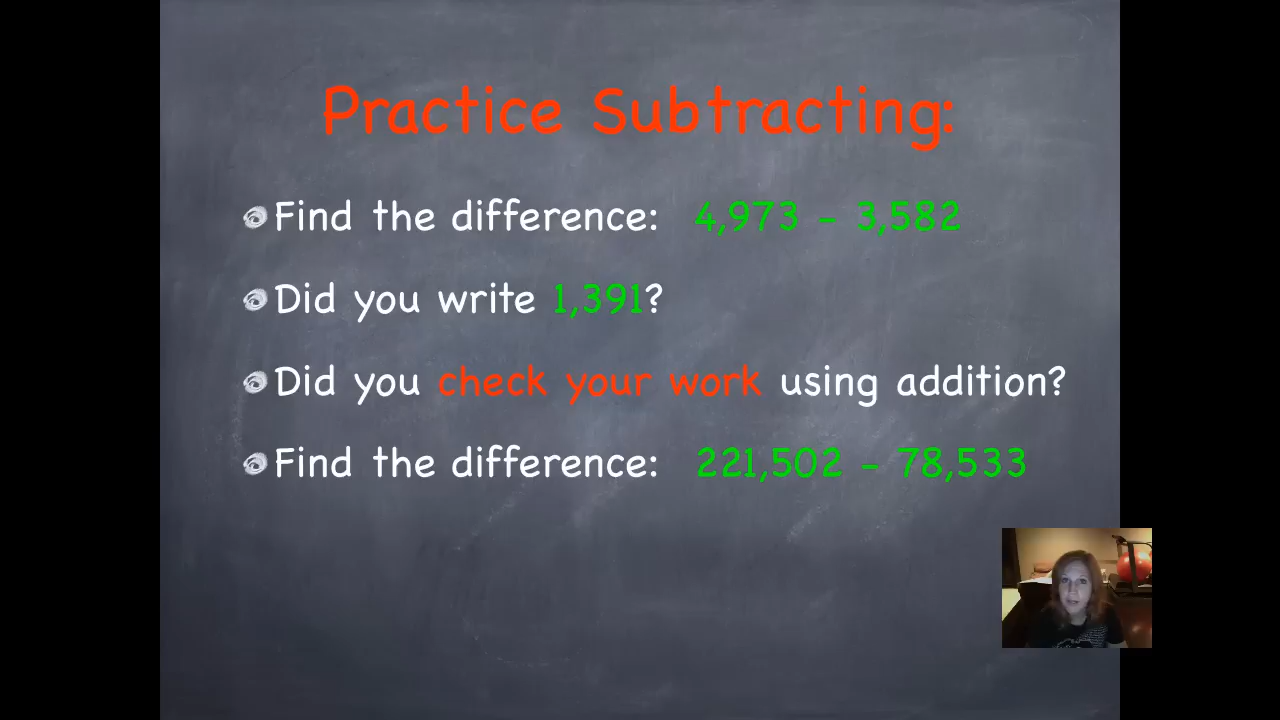 Practice Subtracting:
Find the difference: 4,973 - 3,582
Did you write 1,391?
Did you check your work using addition?
Find the difference: 221,502 - 78,533